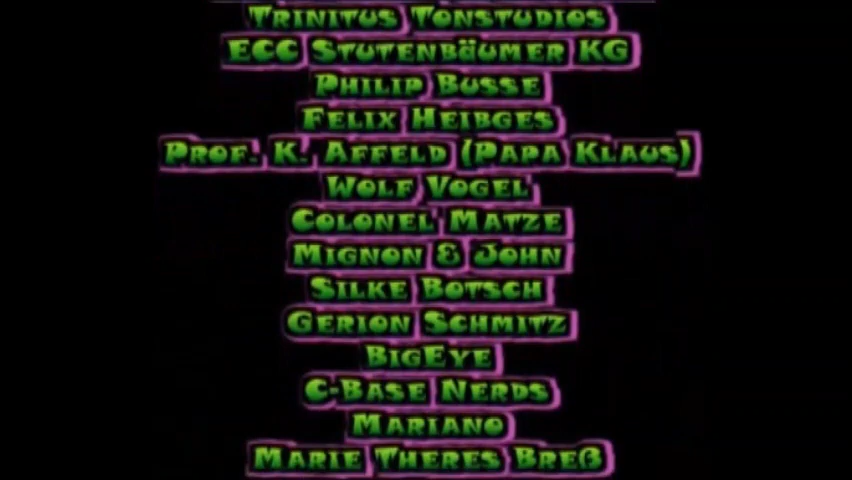 Trinitus Tonstudios
ECC Stutenbäumer KG
Philip Busse
Felix Heibges
Prof. K. Affeld (Papa Klaus)
Wolf Vogel
Colonel Matze
Mignon & John
Silke Botsch
Gerion Schmitz
BigEye
C-Base Nerds
Mariano
Marie Theres Breß